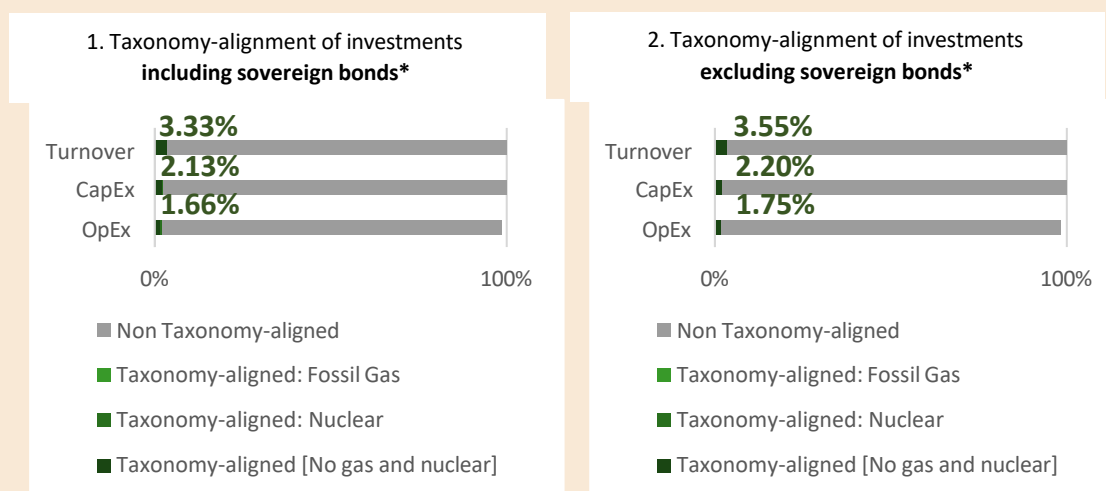 1. Taxonomy-alignment of investments
including sovereign bonds*
3.33%
Turnover
2.13%
CapEx
1.66%
OpEx
0%
100%
Non Taxonomy-aligned
Taxonomy-aligned: Fossil Gas
Taxonomy-aligned: Nuclear
Taxonomy-aligned [No gas and nuclear]
2. Taxonomy-alignment of investments
excluding sovereign bonds*
3.55%
Turnover
2.20%
CapEx
1.75%
OpEx
0%
100%
Non Taxonomy-aligned
Taxonomy-aligned: Fossil Gas
Taxonomy-aligned: Nuclear
Taxonomy-aligned [No gas and nuclear]